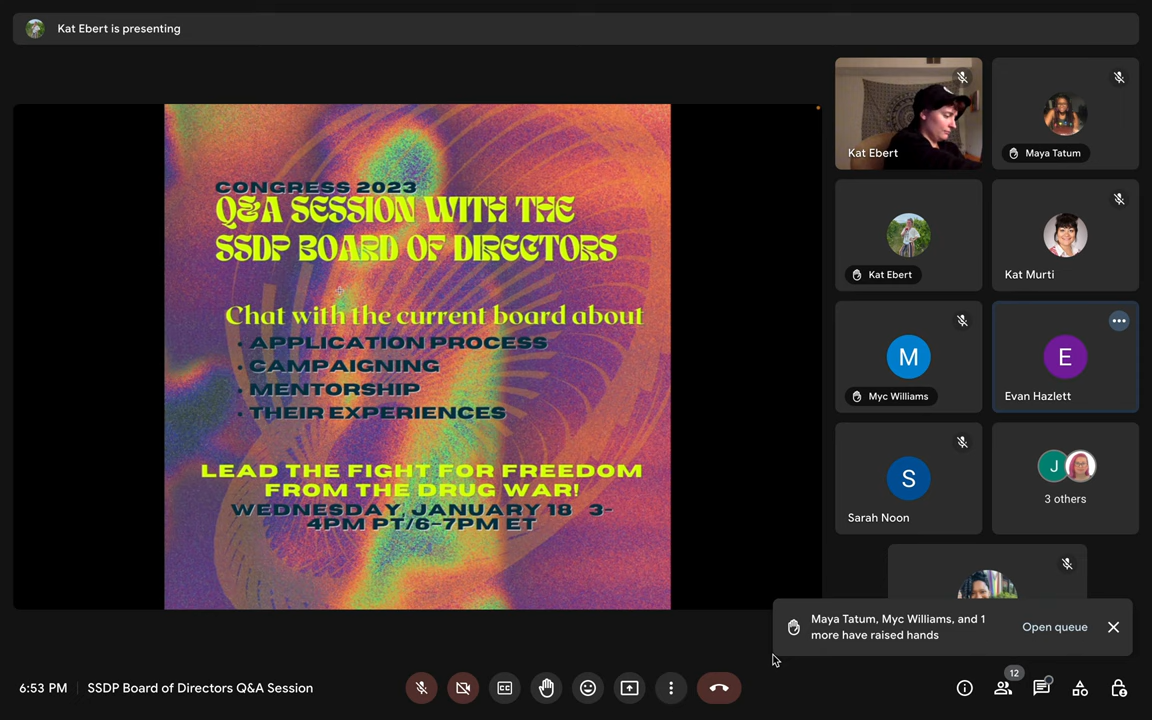 Kat Ebert is presenting
CONGRESS 2023
Q&A SESSION WITH THE
SSDP BOARD OF DIRECTORS
Chat with the current board about
• APPLICATION PROCESS
• CAMPAIGNING
• MENTORSHIP
• THEIR EXPERIENCES
LEAD THE FIGHT FOR FREEDOM
FROM THE DRUG WAR!
WEDNESDAY, JANUARY 18 3-
4PM PT/6-7PM ET
Kat Ebert
Maya Tatum
Kat Ebert
Kat Murti
M
Myc Williams
E
Evan Hazlett
S
Sarah Noon
J
3 others
Maya Tatum, Myc Williams, and 1
more have raised hands
Open queue
6:53 PM | SSDP Board of Directors Q&A Session
CC
12